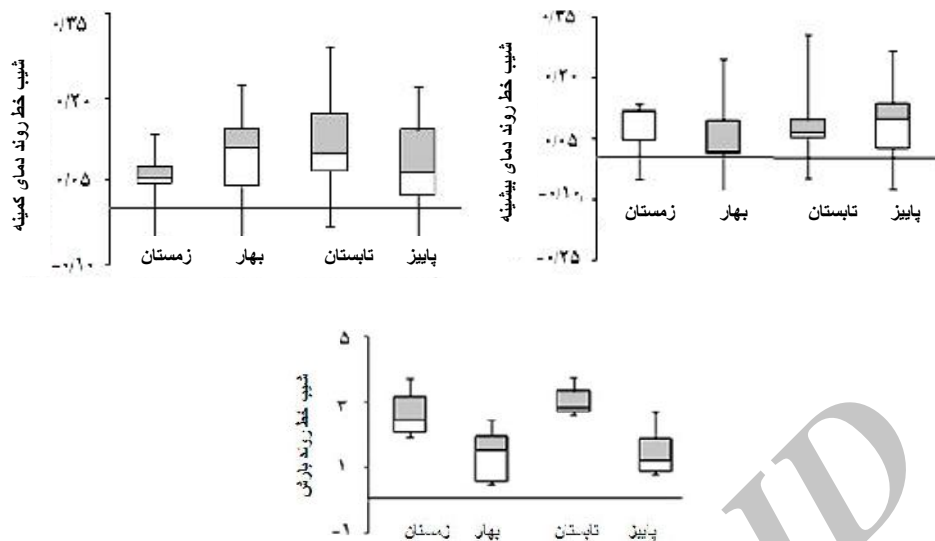 شیب خط روند دمای کمینه
۰/۳۵
۰/۲۰
۰/۰۵
-۰/۱۰
زمستان
بهار
تابستان
پاییز
شیب خط روند دمای بیشینه
۰/۳۵
۰/۲۰
۰/۰۵
-۰/۱۰
-۰/۲۵
زمستان
بهار
تابستان
پاییز
شیب خط روند بارش
۵
۳
۱
-۱
زمستان
بهار
تابستان
پاییز
ID